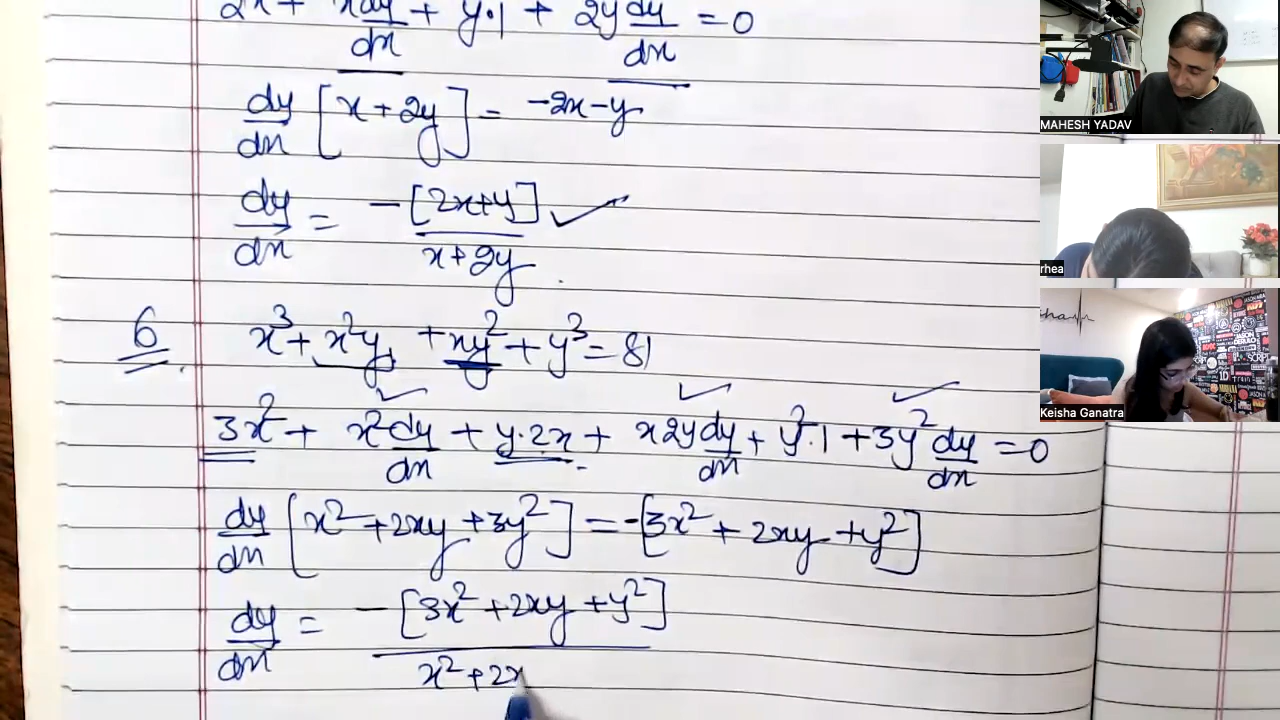 2x + x dy/dx + y·1 + 2y dy/dx = 0
dy/dx [x+2y] = -2x-y
dy/dx = -[2x+y] / x+2y
6 x³ + x²y + xy² + y³ = 81
3x² + x² dy/dx + y·2x + x2y dy/dx + y²·1 + 3y² dy/dx = 0
dy/dx [x² + 2xy + 3y²] = -[3x² + 2xy + y²]
dy/dx = -[3x² + 2xy + y²] / x² + 2x
MAHESH YADAV
rhea
Keisha Ganatra